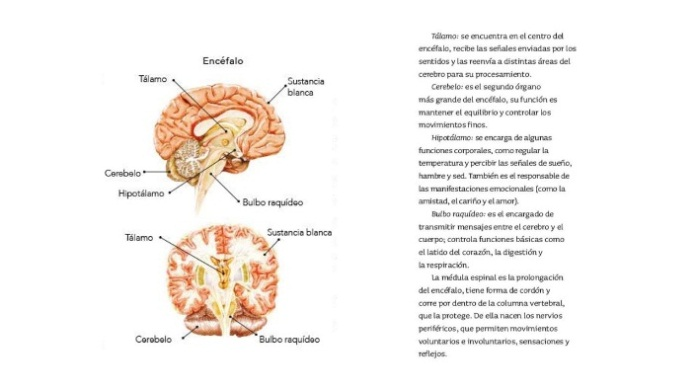 Encéfalo
Tálamo
Sustancia
blanca
Cerebelo
Hipotálamo
Bulbo raquídeo
Tálamo
Sustancia blanca
Cerebelo
Bulbo raquídeo
Tálamo: se encuentra en el centro del
encéfalo, recibe las señales enviadas por los
sentidos y las reenvía a distintas áreas del
cerebro para su procesamiento.
Cerebelo: es el segundo órgano
más grande del encéfalo, su función es
mantener el equilibrio y controlar los
movimientos finos.
Hipotálamo: se encarga de algunas
funciones corporales, como regular la
temperatura y percibir las señales de sueño,
hambre y sed. También es el responsable de
las manifestaciones emocionales (como la
amistad, el cariño y el amor).
Bulbo raquídeo: es el encargado de
transmitir mensajes entre el cerebro y el
cuerpo; controla funciones básicas como
el latido del corazón, la digestión y
la respiración.
La médula espinal es la prolongación
del encéfalo, tiene forma de cordón y
corre por dentro de la columna vertebral,
que la protege. De ella nacen los nervios
periféricos, que permiten movimientos
voluntarios e involuntarios, sensaciones y
reflejos.